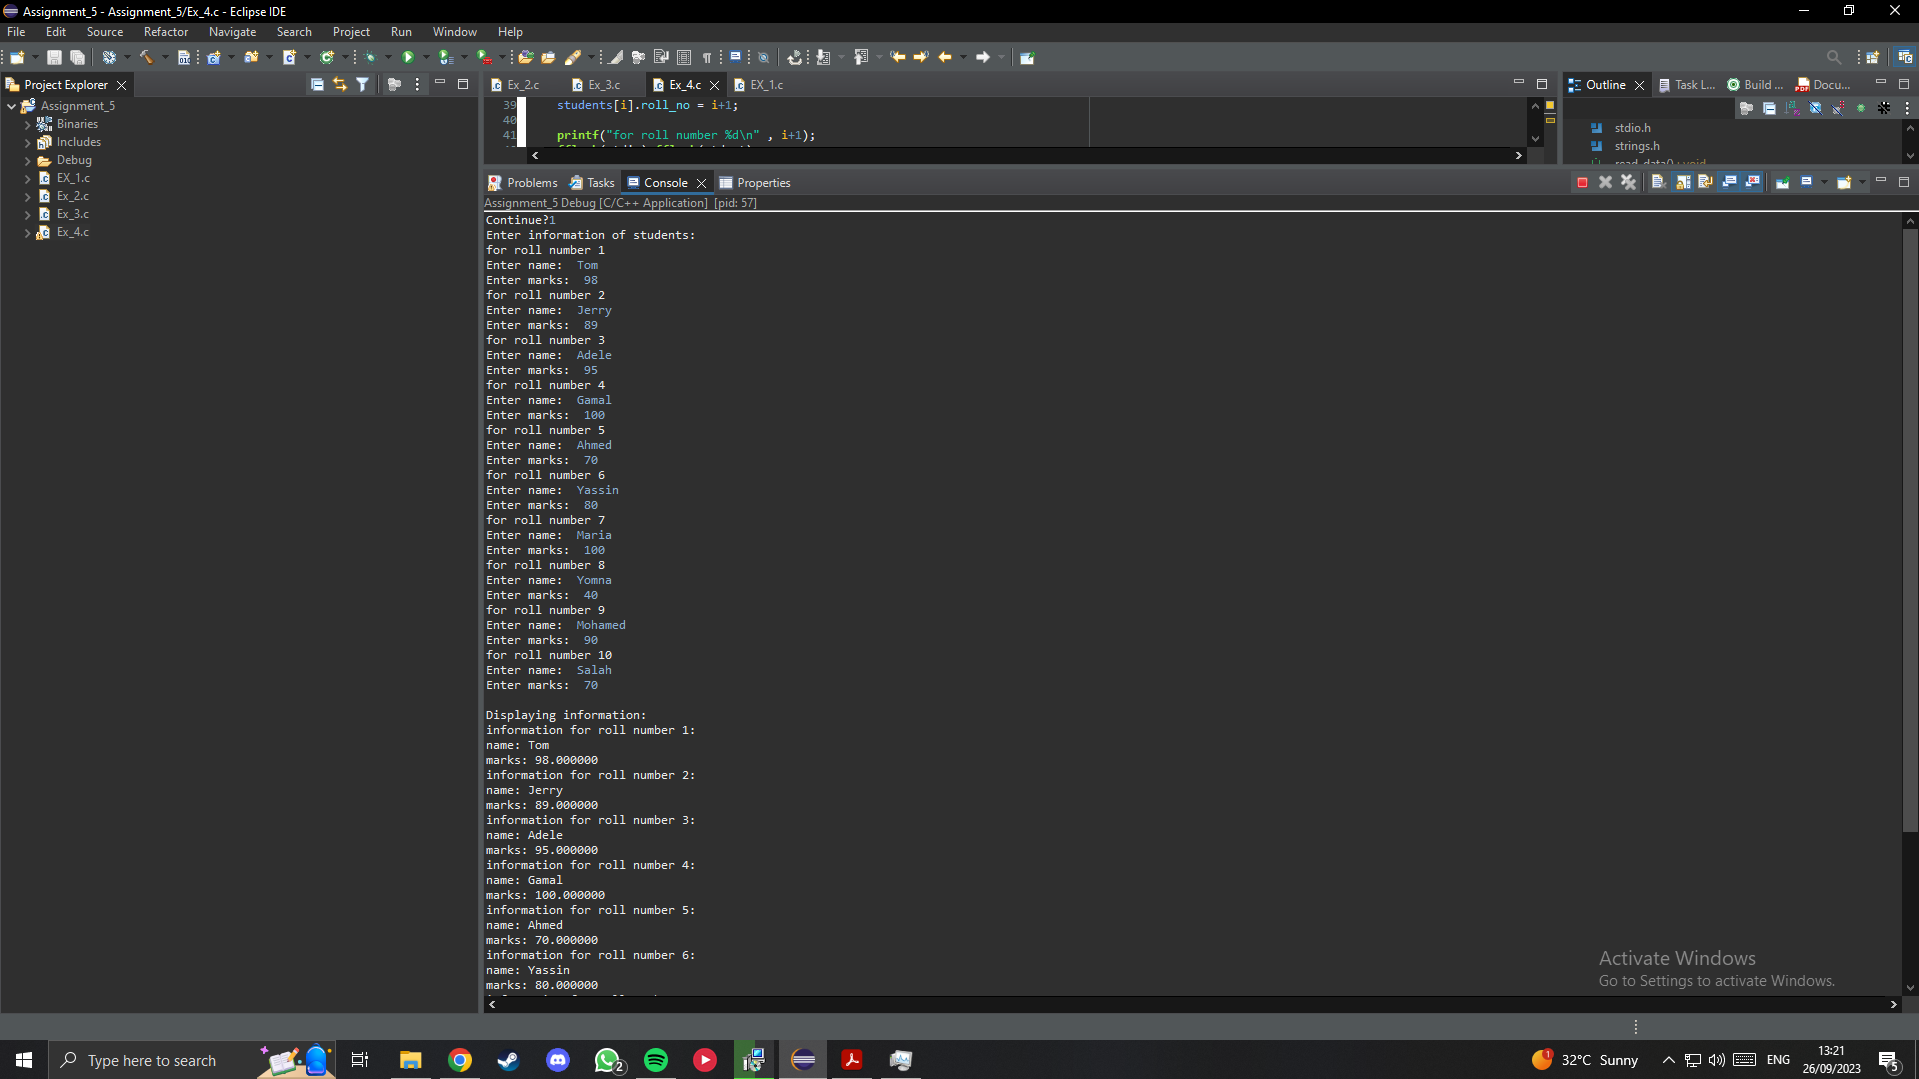 Assignment_5 - Assignment_5/Ex_4.c - Eclipse IDE
File Edit Source Refactor Navigate Search Project Run Window Help
Project Explorer
Assignment_5
Binaries
Includes
Debug
EX_1.c
Ex_2.c
Ex_3.c
Ex_4.c
Ex_2.c Ex_3.c Ex_4.c EX_1.c
39 students[i].roll_no = i+1;
40
41 printf("for roll number %d\n" , i+1);
Outline Task L... Build ... Docu...
stdio.h
strings.h
read_data() : void
Problems Tasks Console Properties
Assignment_5 Debug [C/C++ Application] [pid: 57]
Continue?1
Enter information of students:
for roll number 1
Enter name: Tom
Enter marks: 98
for roll number 2
Enter name: Jerry
Enter marks: 89
for roll number 3
Enter name: Adele
Enter marks: 95
for roll number 4
Enter name: Gamal
Enter marks: 100
for roll number 5
Enter name: Ahmed
Enter marks: 70
for roll number 6
Enter name: Yassin
Enter marks: 80
for roll number 7
Enter name: Maria
Enter marks: 100
for roll number 8
Enter name: Yomna
Enter marks: 40
for roll number 9
Enter name: Mohamed
Enter marks: 90
for roll number 10
Enter name: Salah
Enter marks: 70
Displaying information:
information for roll number 1:
name: Tom
marks: 98.000000
information for roll number 2:
name: Jerry
marks: 89.000000
information for roll number 3:
name: Adele
marks: 95.000000
information for roll number 4:
name: Gamal
marks: 100.000000
information for roll number 5:
name: Ahmed
marks: 70.000000
information for roll number 6:
name: Yassin
marks: 80.000000
Activate Windows
Go to Settings to activate Windows.
Type here to search
2
1
32°C Sunny
ENG
13:21
26/09/2023
5